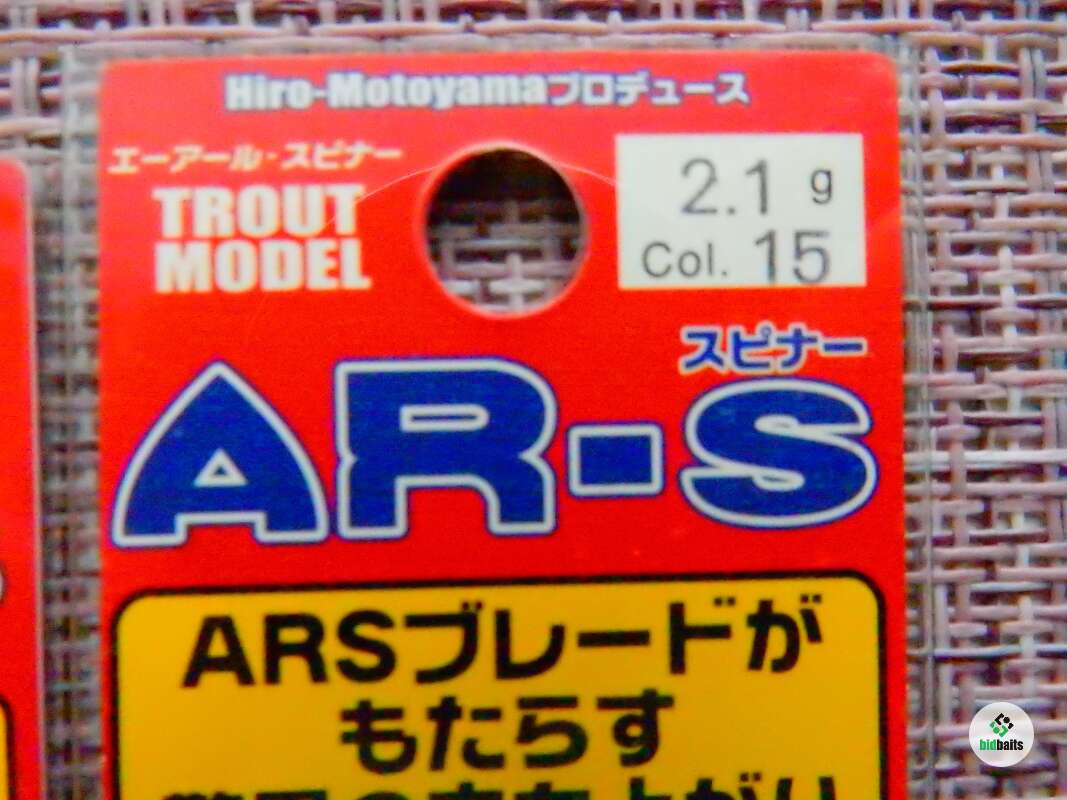 Hiro-Motoyamaプロデュース
エーアール・スピナー
TROUT
MODEL
2.1 g
Col. 15
スピナー
AR-S
ARSブレードが
もたらす
bidbaits